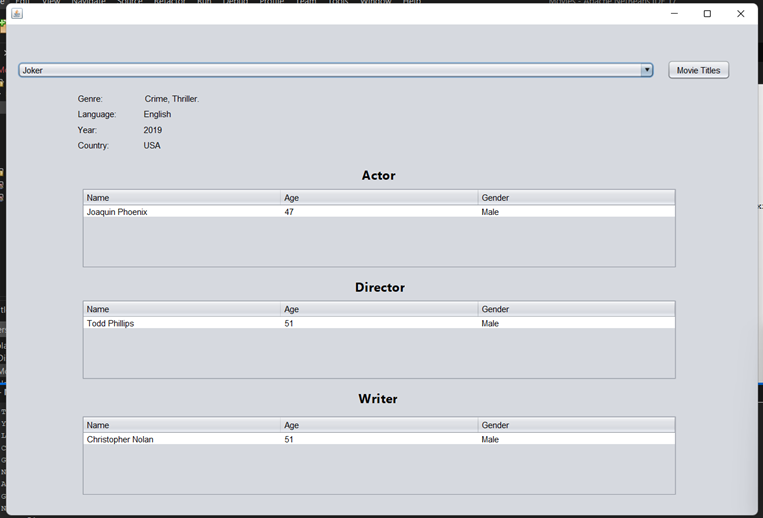 Joker
Movie Titles
Genre: Crime, Thriller.
Language: English
Year: 2019
Country: USA
Actor
Name Age Gender
Joaquin Phoenix 47 Male
Director
Name Age Gender
Todd Phillips 51 Male
Writer
Name Age Gender
Christopher Nolan 51 Male